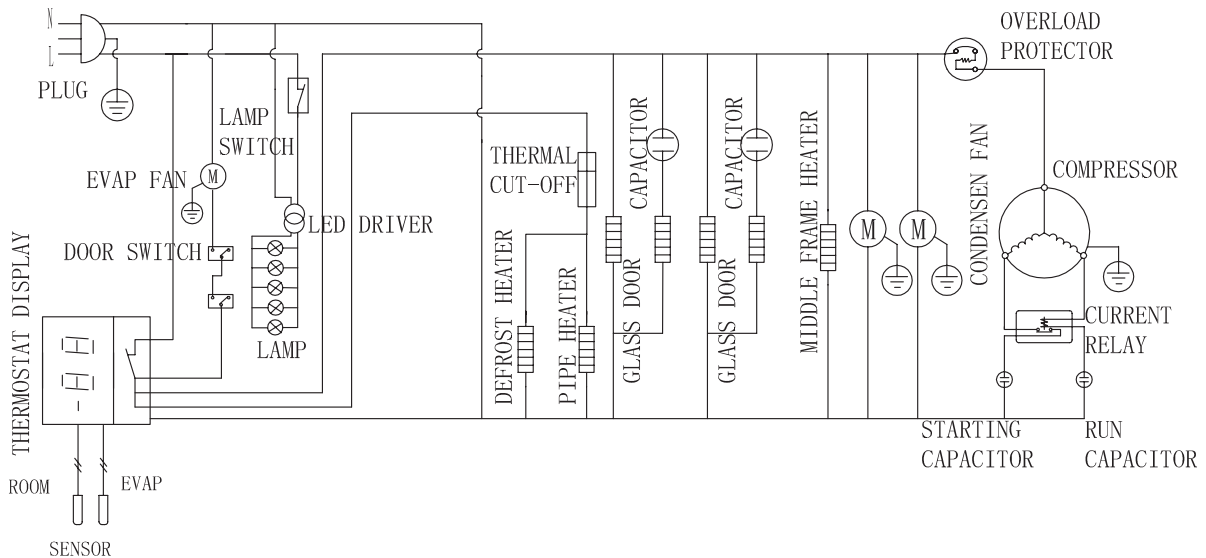 N
L
PLUG
OVERLOAD
PROTECTOR
LAMP
SWITCH
EVAP FAN
M
LED DRIVER
DOOR SWITCH
LAMP
THERMOSTAT DISPLAY
ROOM
EVAP
SENSOR
THERMAL
CUT-OFF
DEFROST HEATER
PIPE HEATER
CAPACITOR
GLASS DOOR
CAPACITOR
GLASS DOOR
MIDDLE FRAME HEATER
M
M
CONDENSEN FAN
COMPRESSOR
CURRENT
RELAY
STARTING
CAPACITOR
RUN
CAPACITOR